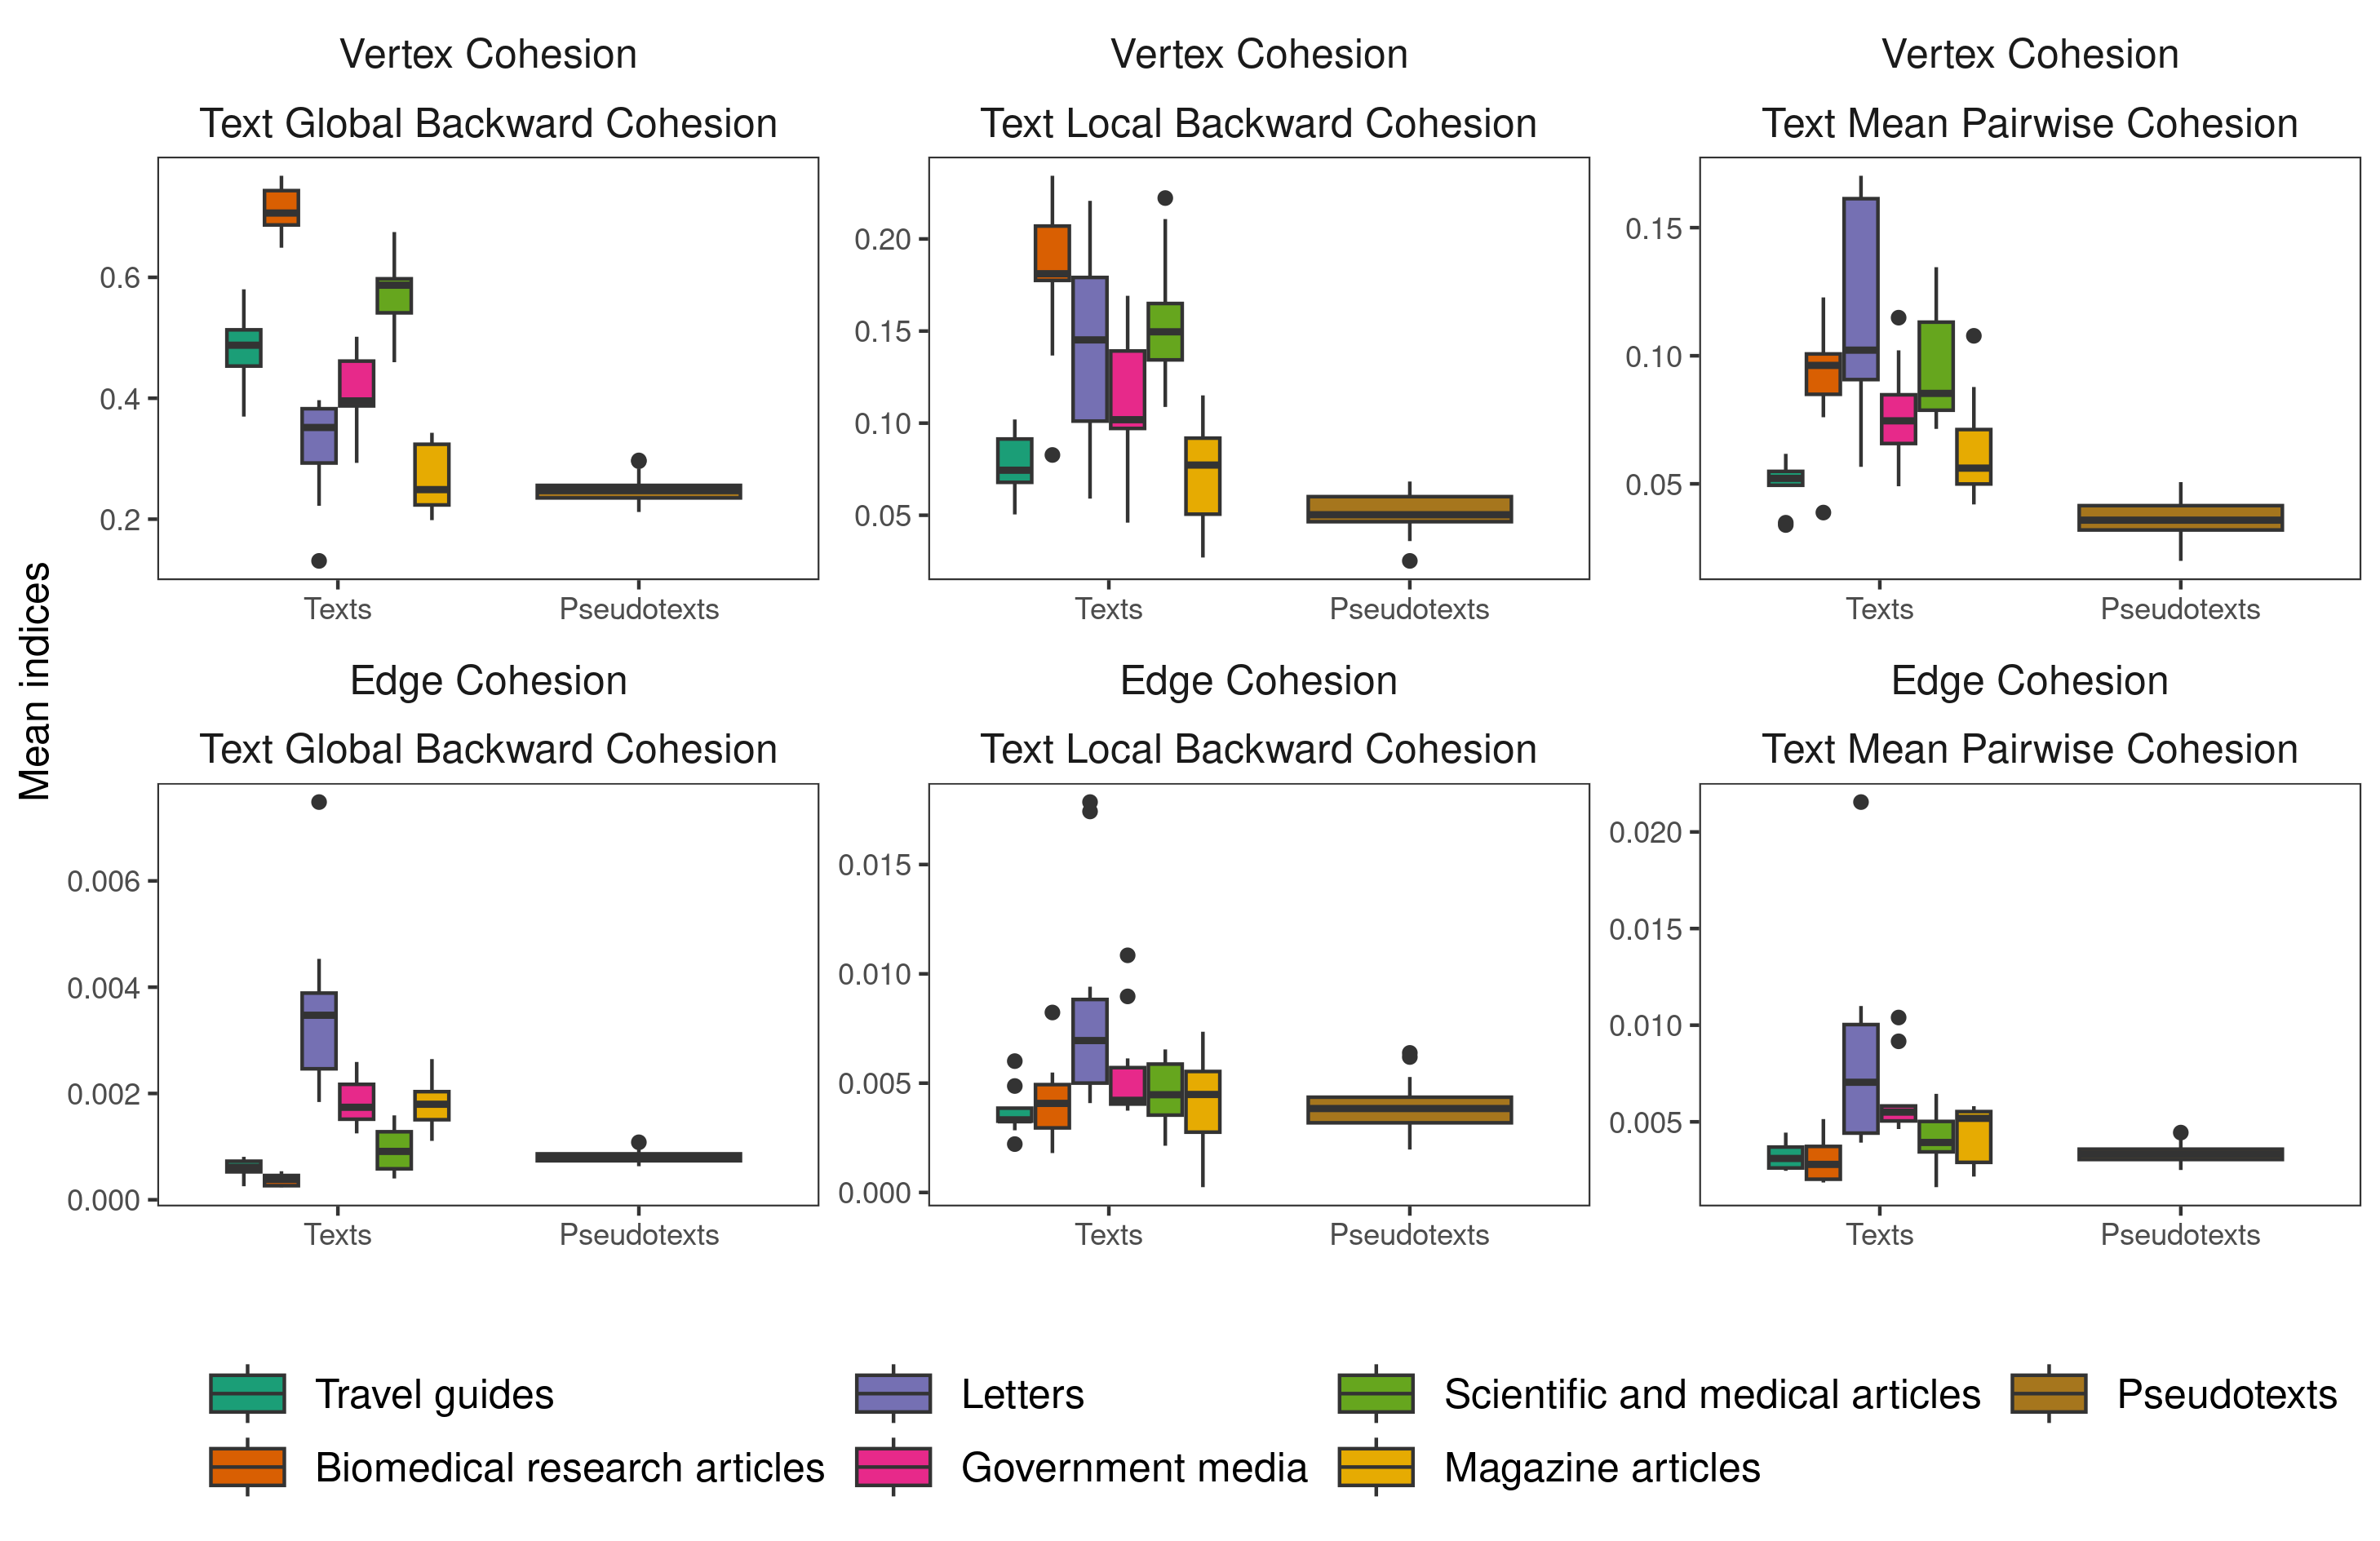 Vertex Cohesion
Text Global Backward Cohesion
0.6
0.4
0.2
Texts Pseudotexts
Vertex Cohesion
Text Local Backward Cohesion
0.20
0.15
0.10
0.05
Texts Pseudotexts
Vertex Cohesion
Text Mean Pairwise Cohesion
0.15
0.10
0.05
Texts Pseudotexts
Mean indices
Edge Cohesion
Text Global Backward Cohesion
0.006
0.004
0.002
0.000
Texts Pseudotexts
Edge Cohesion
Text Local Backward Cohesion
0.015
0.010
0.005
0.000
Texts Pseudotexts
Edge Cohesion
Text Mean Pairwise Cohesion
0.020
0.015
0.010
0.005
Texts Pseudotexts
Travel guides
Biomedical research articles
Letters
Government media
Scientific and medical articles
Magazine articles
Pseudotexts